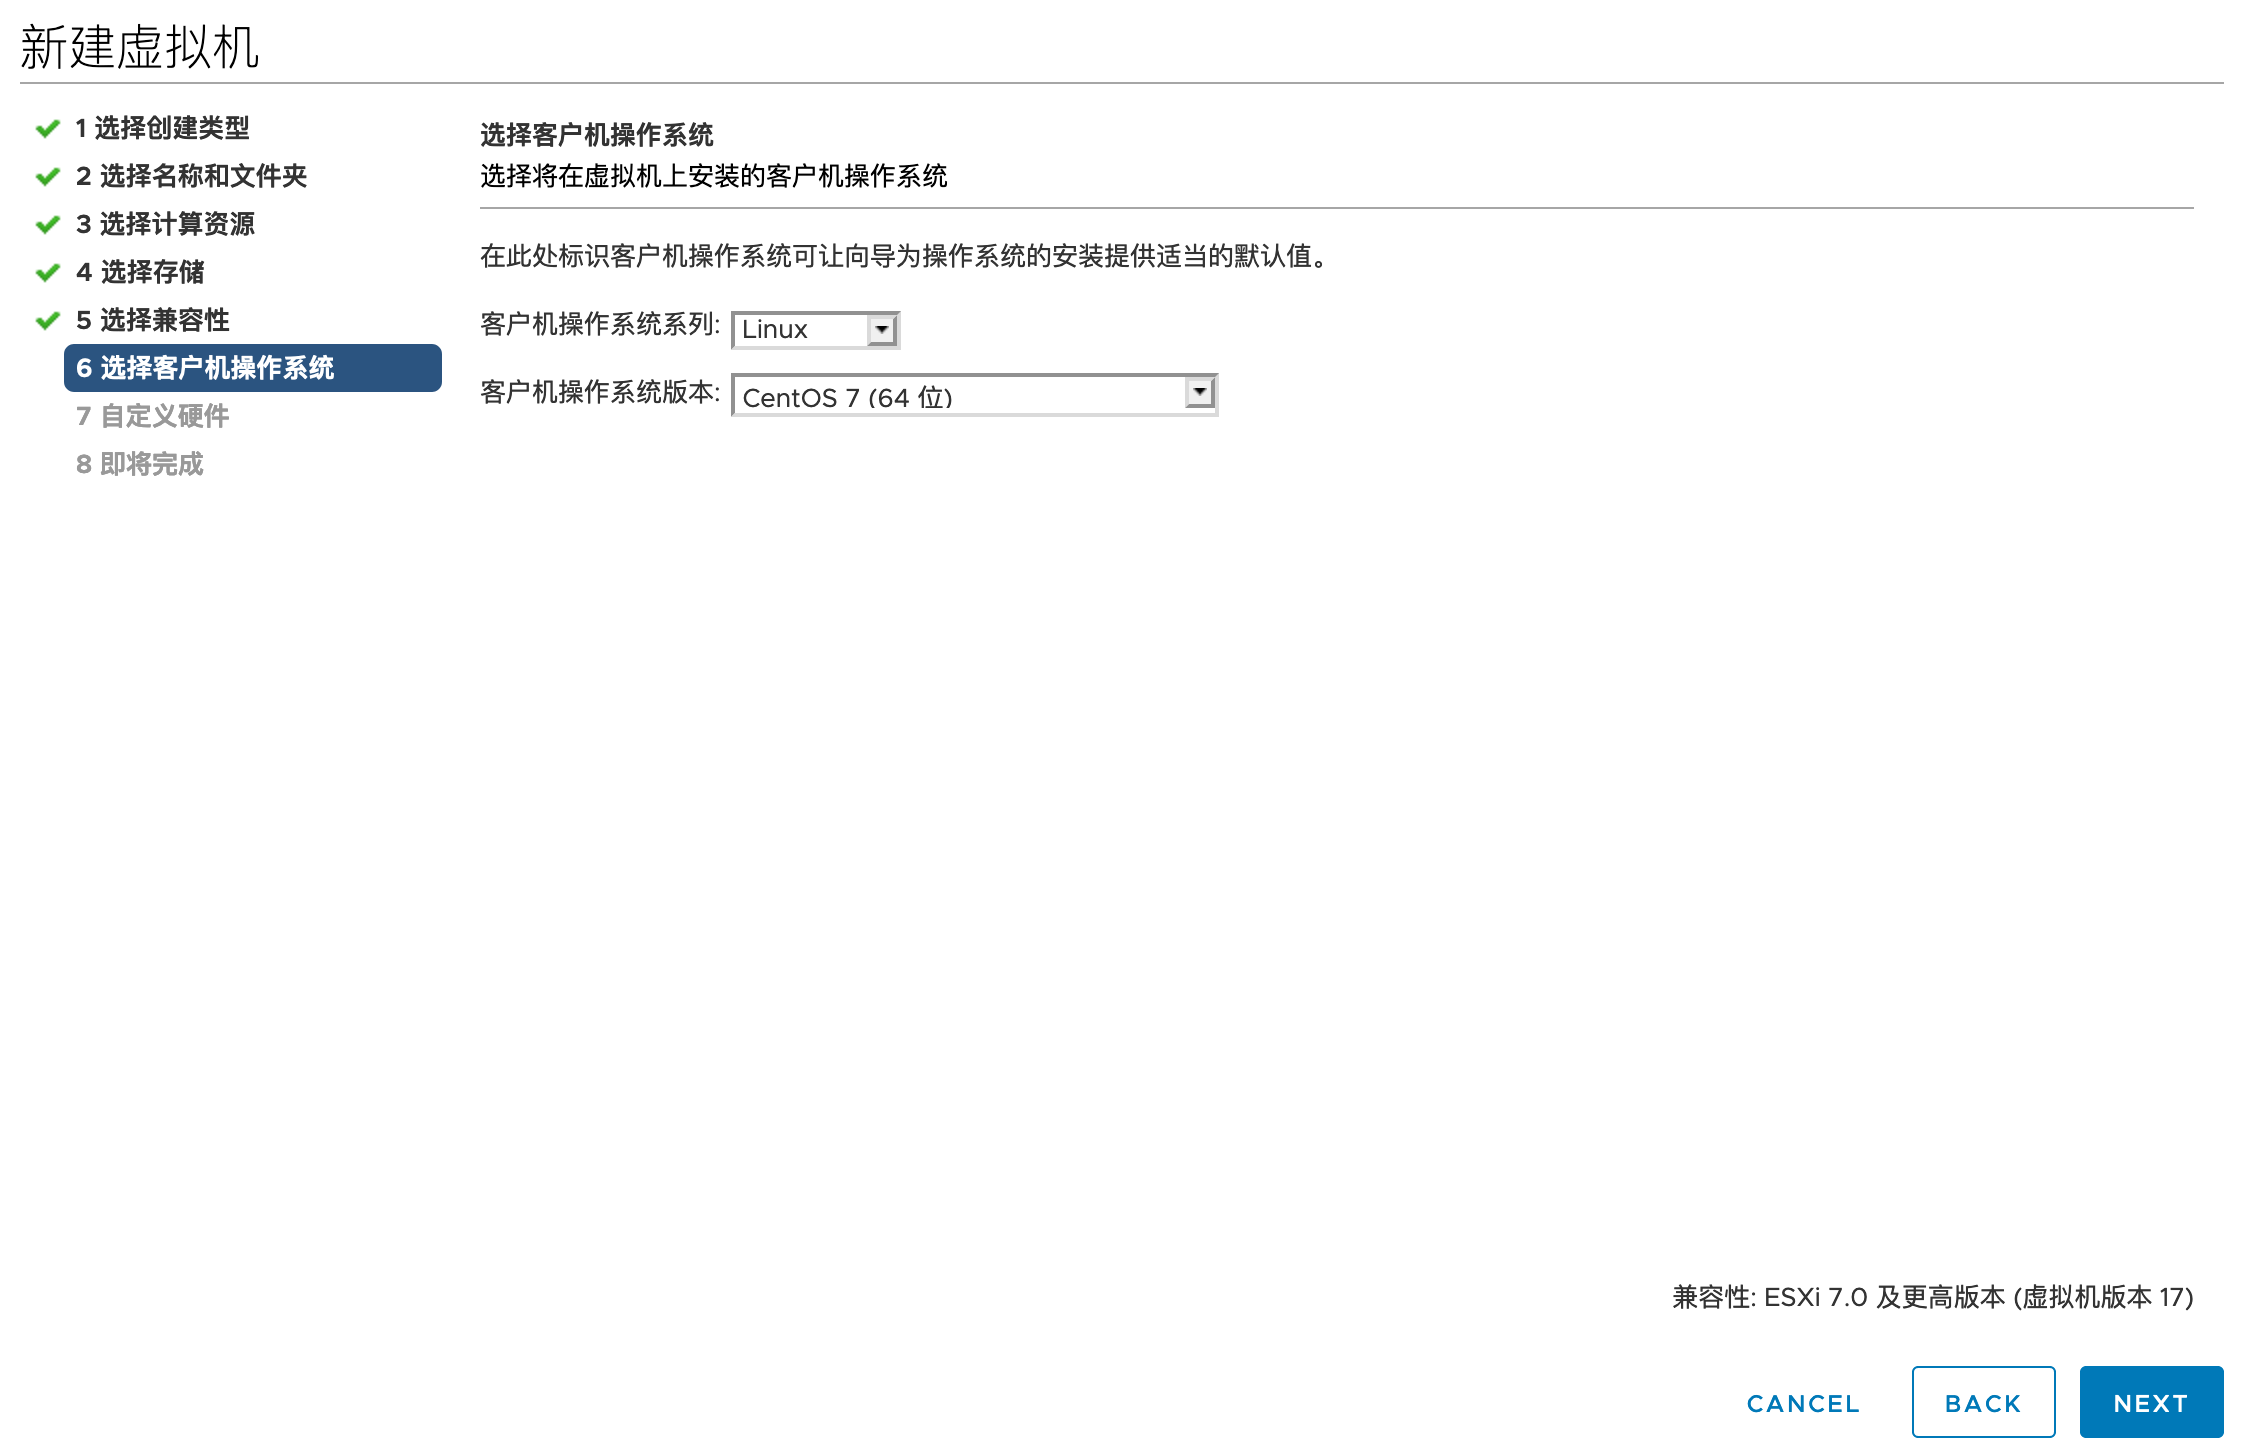 新建虚拟机
1 选择创建类型
2 选择名称和文件夹
3 选择计算资源
4 选择存储
5 选择兼容性
6 选择客户机操作系统
7 自定义硬件
8 即将完成
选择客户机操作系统
选择将在虚拟机上安装的客户机操作系统
在此处标识客户机操作系统可让向导为操作系统的安装提供适当的默认值。
客户机操作系统系列: Linux
客户机操作系统版本: CentOS 7 (64 位)
兼容性: ESXi 7.0 及更高版本 (虚拟机版本 17)
CANCEL BACK NEXT